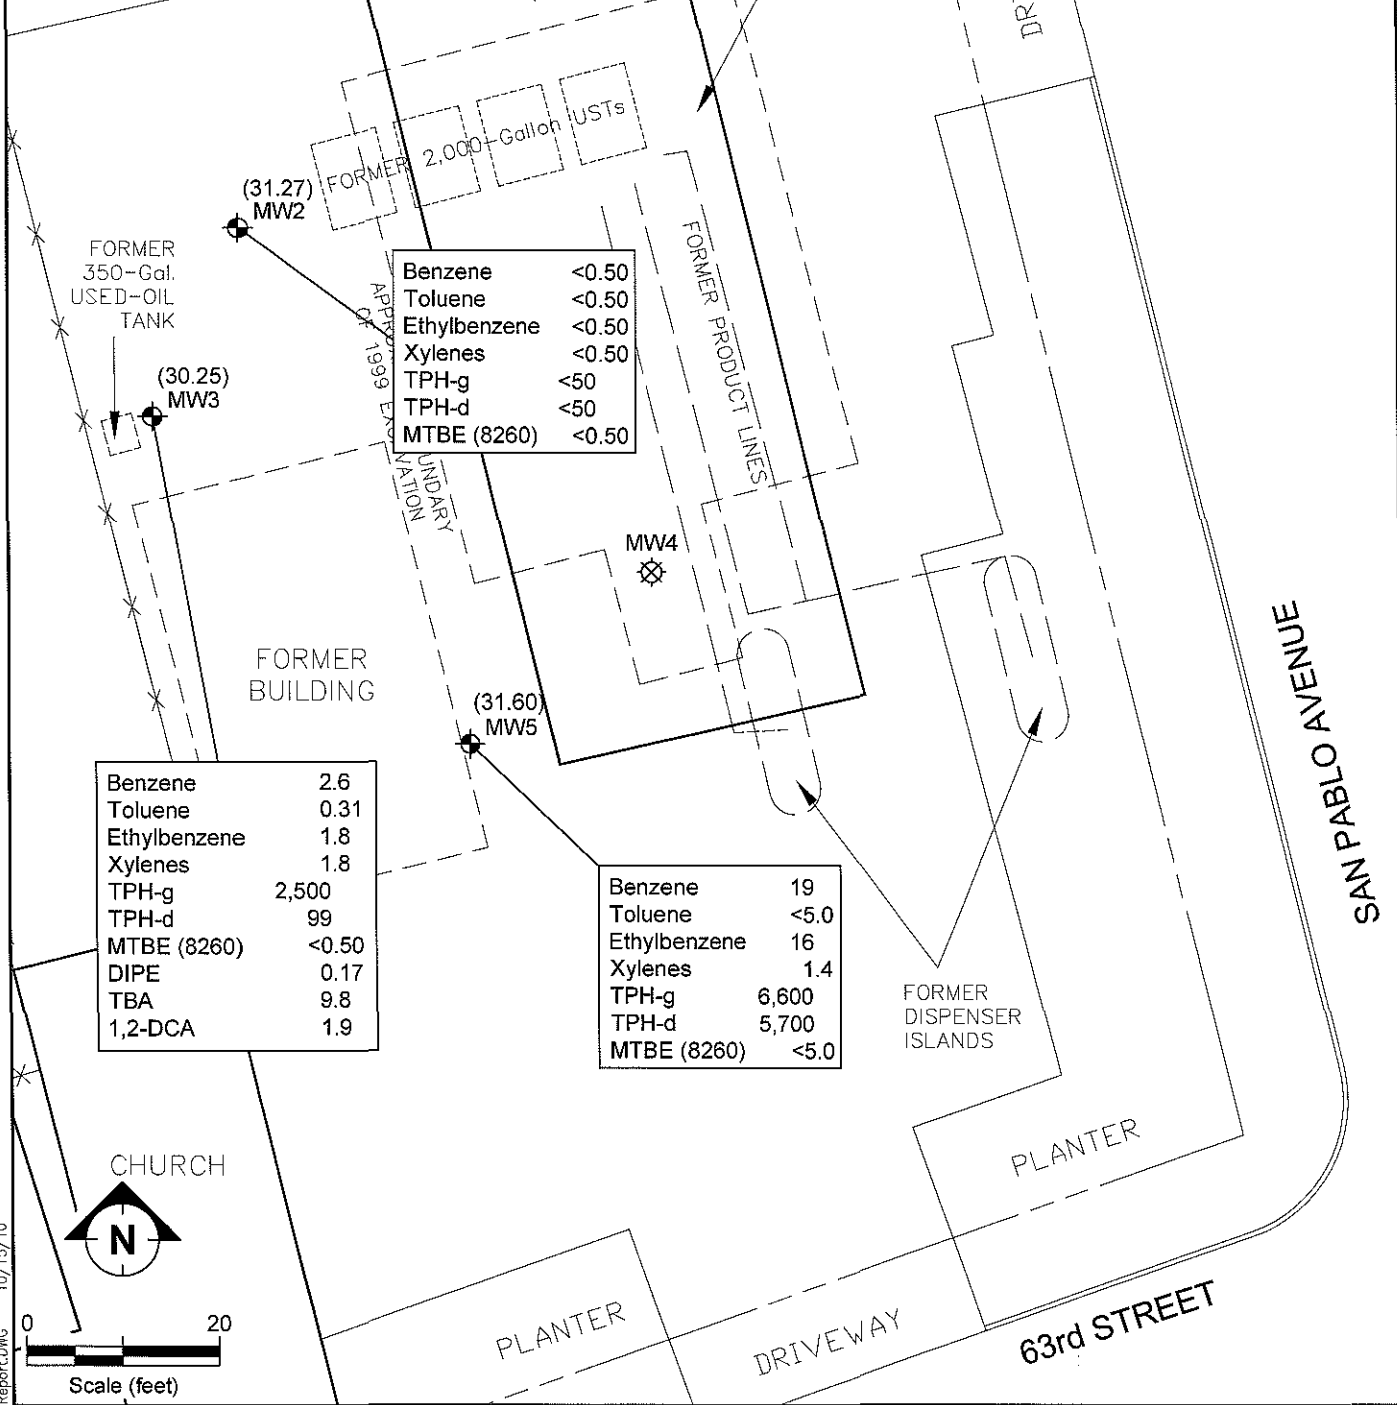 DR
FORMER 2,000-Gallon USTs
(31.27)
MW2
FORMER
350-Gal.
USED-OIL
TANK
Benzene <0.50
Toluene <0.50
Ethylbenzene <0.50
Xylenes <0.50
TPH-g <50
TPH-d <50
MTBE (8260) <0.50
FORMER PRODUCT LINES
OF 1999
(30.25)
MW3
MW4
FORMER
BUILDING
(31.60)
MW5
SAN PABLO AVENUE
Benzene 2.6
Toluene 0.31
Ethylbenzene 1.8
Xylenes 1.8
TPH-g 2,500
TPH-d 99
MTBE (8260) <0.50
DIPE 0.17
TBA 9.8
1,2-DCA 1.9
Benzene 19
Toluene <5.0
Ethylbenzene 16
Xylenes 1.4
TPH-g 6,600
TPH-d 5,700
MTBE (8260) <5.0
FORMER
DISPENSER
ISLANDS
PLANTER
CHURCH
N
PLANTER
DRIVEWAY
63rd STREET
0 20
Scale (feet)